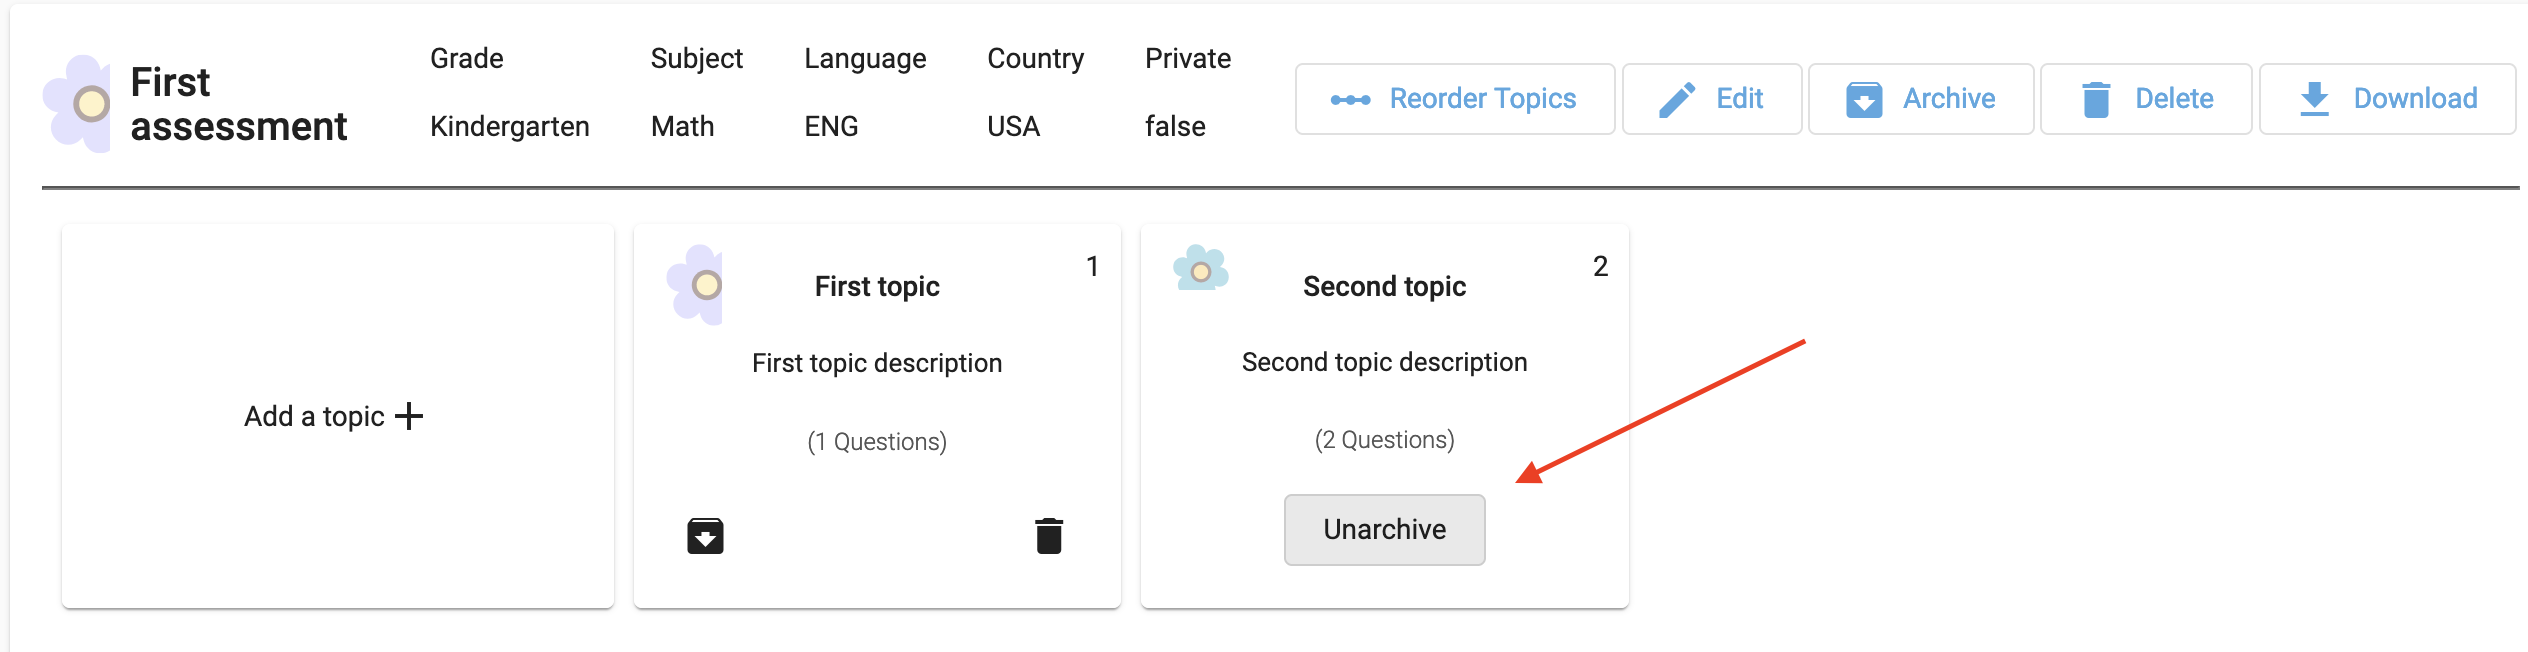 First
assessment
Grade
Kindergarten
Subject
Math
Language
ENG
Country
USA
Private
false
Reorder Topics
Edit
Archive
Delete
Download
Add a topic +
1
First topic
First topic description
(1 Questions)
2
Second topic
Second topic description
(2 Questions)
Unarchive